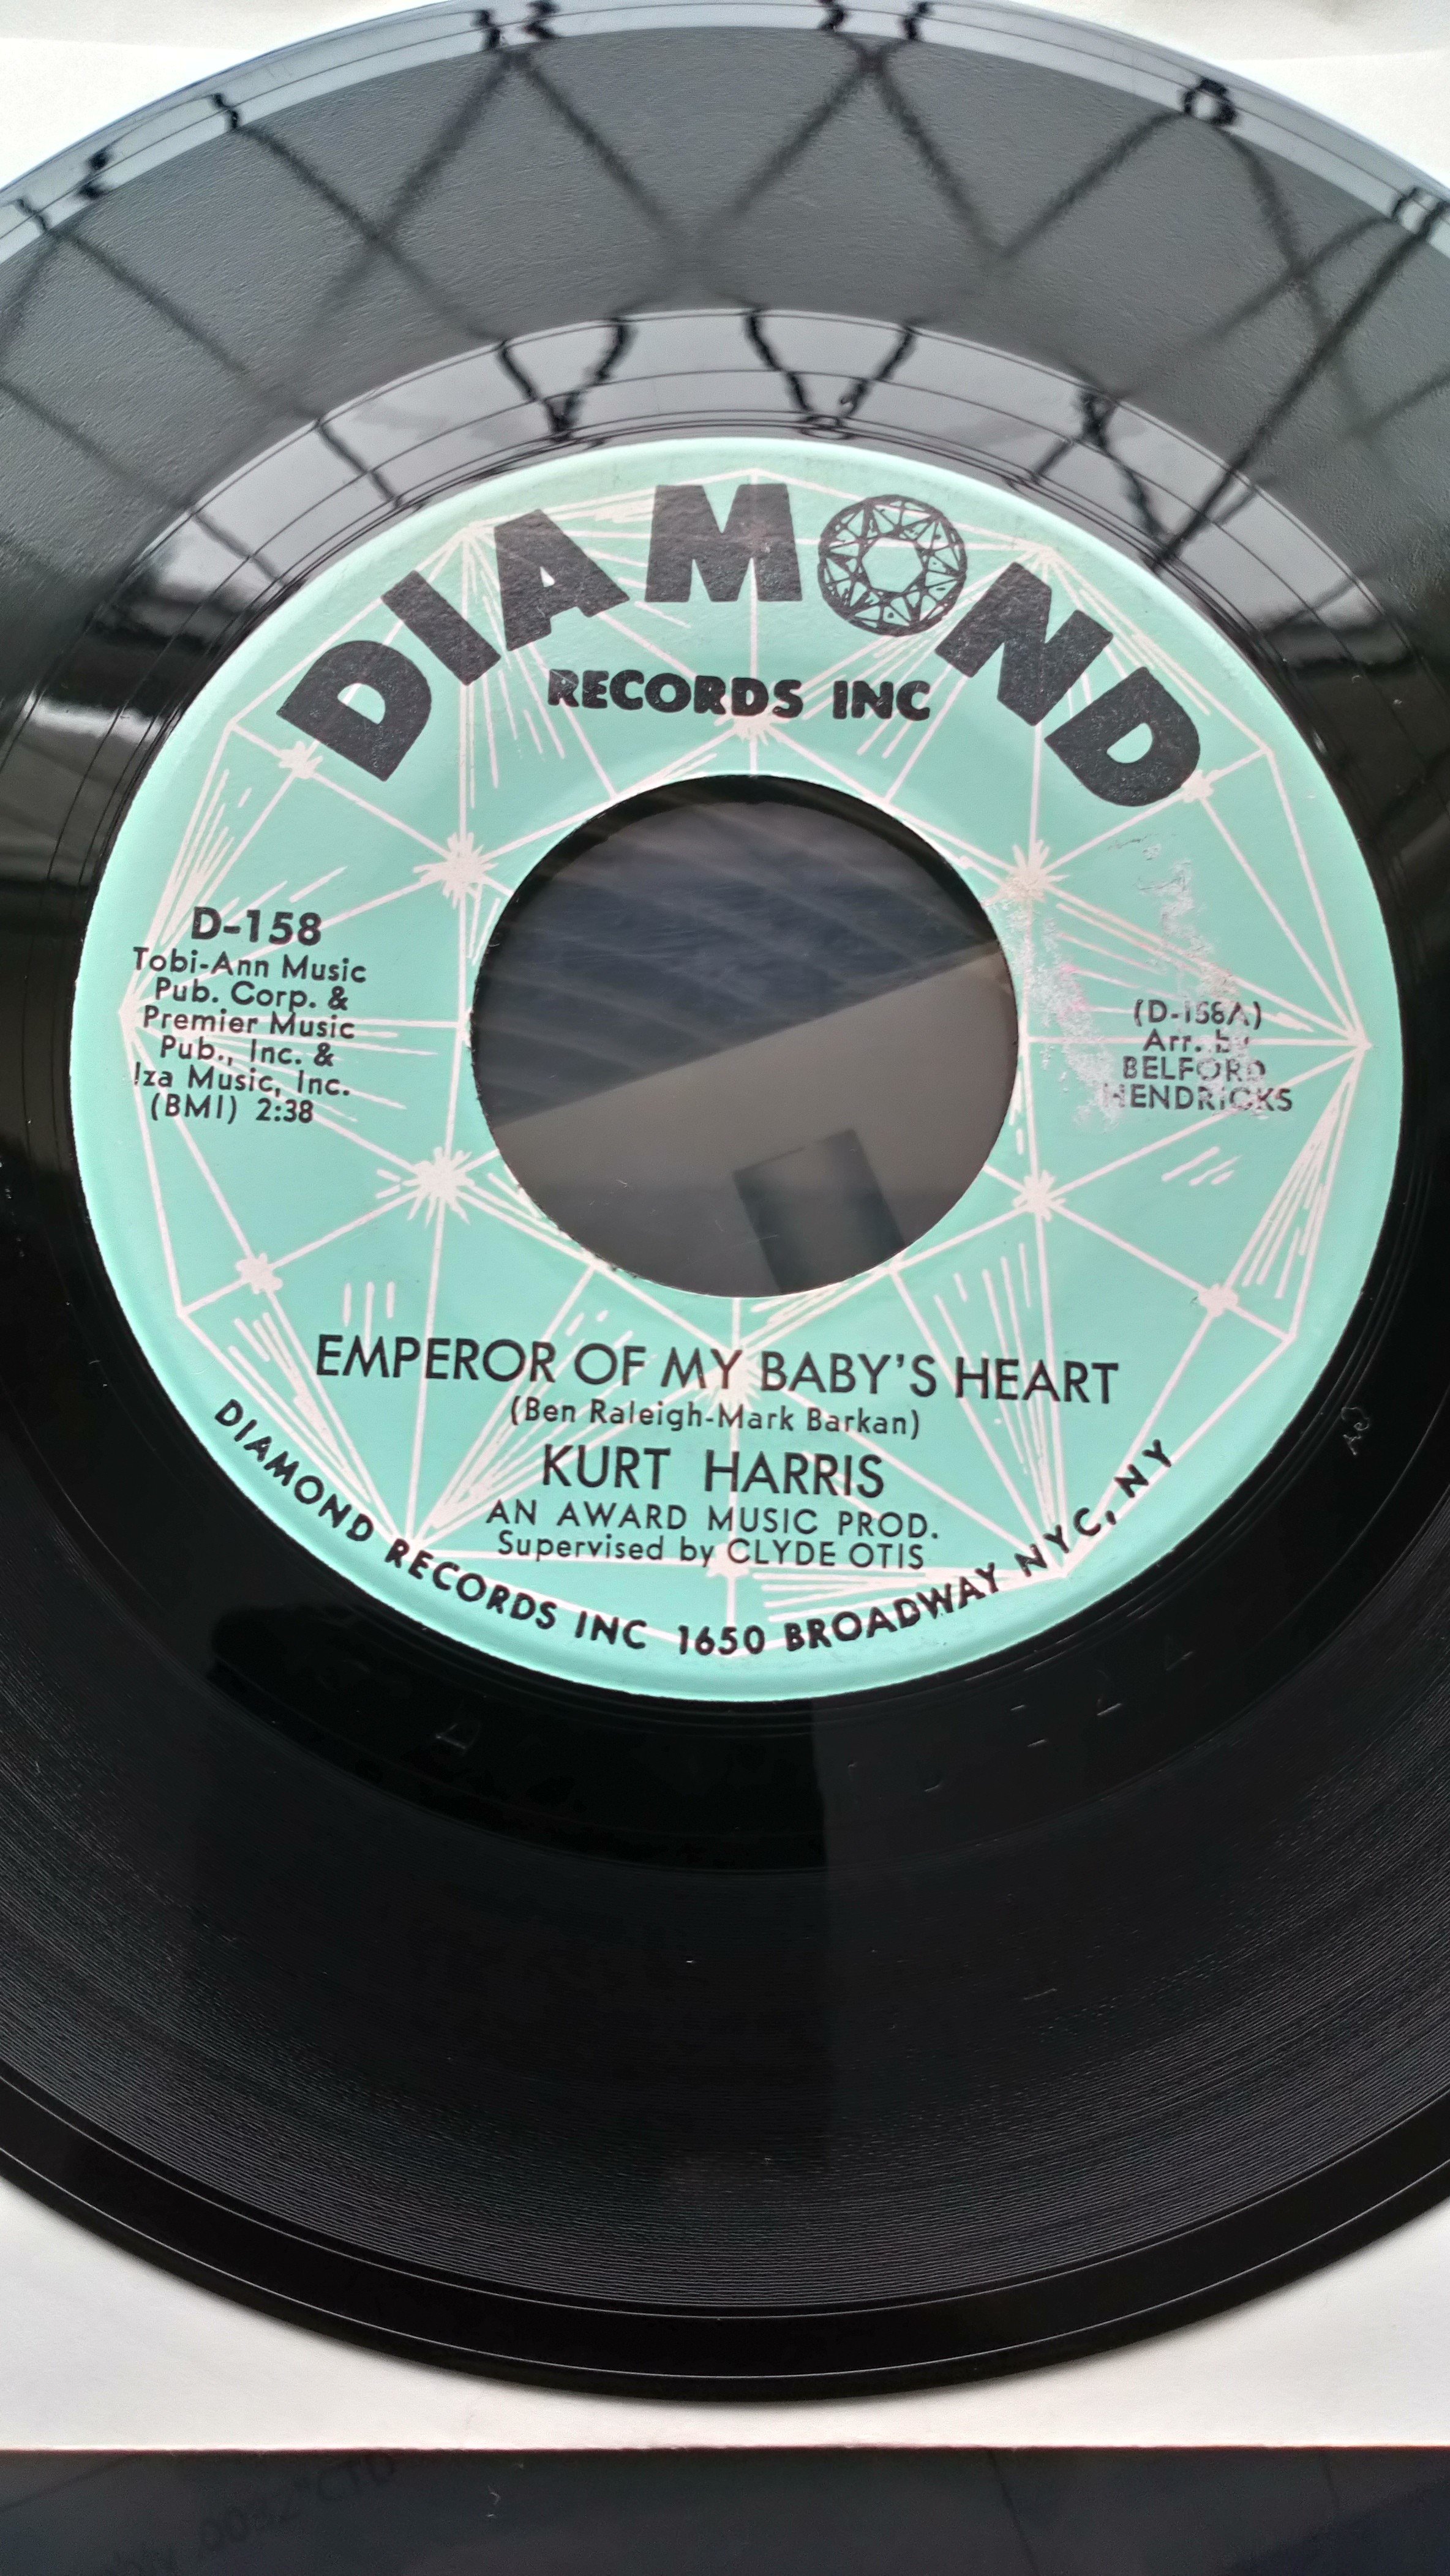 DIAMOND
RECORDS INC
D-158
Tobi-Ann Music
Pub. Corp. &
Premier Music
Pub., Inc. &
Iza Music, Inc.
(BMI) 2:38
(D-158A)
Arr. by
BELFORD
HENDRICKS
EMPEROR OF MY BABY'S HEART
(Ben Raleigh-Mark Barkan)
KURT HARRIS
AN AWARD MUSIC PROD.
Supervised by CLYDE OTIS
DIAMOND RECORDS INC 1650 BROADWAY NYC, NY